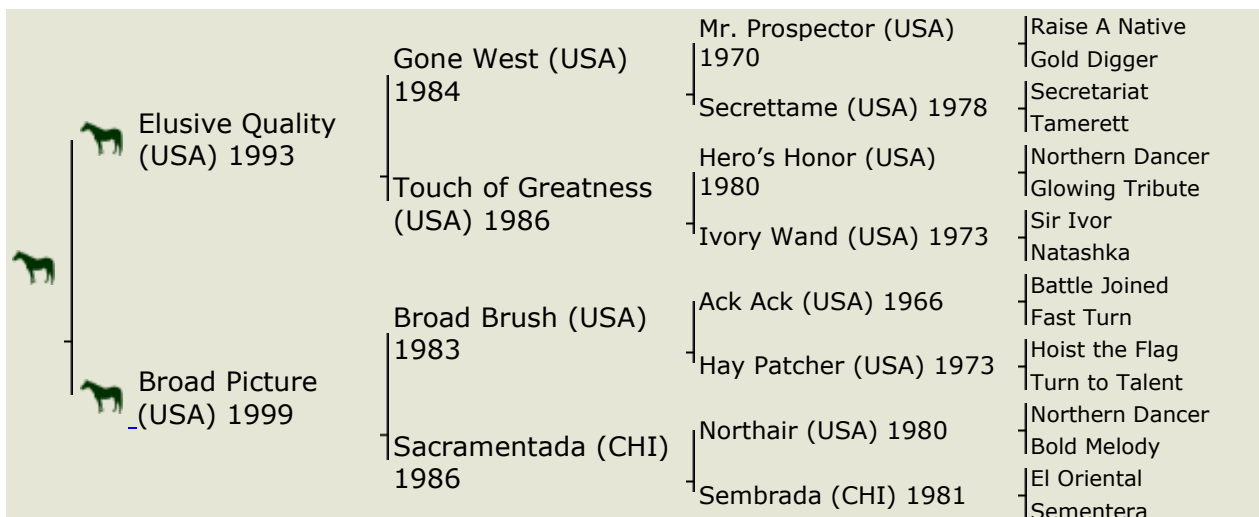 Elusive Quality
(USA) 1993
Broad Picture
(USA) 1999
Gone West (USA)
1984
Touch of Greatness
(USA) 1986
Broad Brush (USA)
1983
Sacramentada (CHI)
1986
Mr. Prospector (USA)
1970
Secrettame (USA) 1978
Hero’s Honor (USA)
1980
Ivory Wand (USA) 1973
Ack Ack (USA) 1966
Hay Patcher (USA) 1973
Northair (USA) 1980
Sembrada (CHI) 1981
Raise A Native
Gold Digger
Secretariat
Tamerett
Northern Dancer
Glowing Tribute
Sir Ivor
Natashka
Battle Joined
Fast Turn
Hoist the Flag
Turn to Talent
Northern Dancer
Bold Melody
El Oriental
Sementera